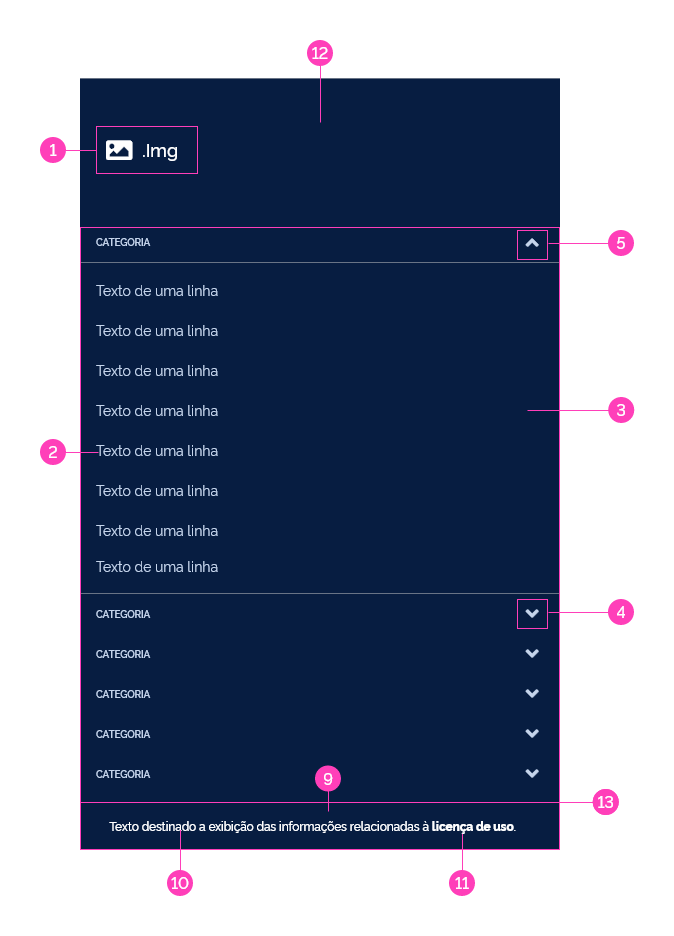 12
1
.Img
CATEGORIA
5
Texto de uma linha
Texto de uma linha
Texto de uma linha
Texto de uma linha
3
2
Texto de uma linha
Texto de uma linha
Texto de uma linha
Texto de uma linha
CATEGORIA
4
CATEGORIA
CATEGORIA
CATEGORIA
CATEGORIA
9
13
Texto destinado a exibição das informações relacionadas à licença de uso.
10
11